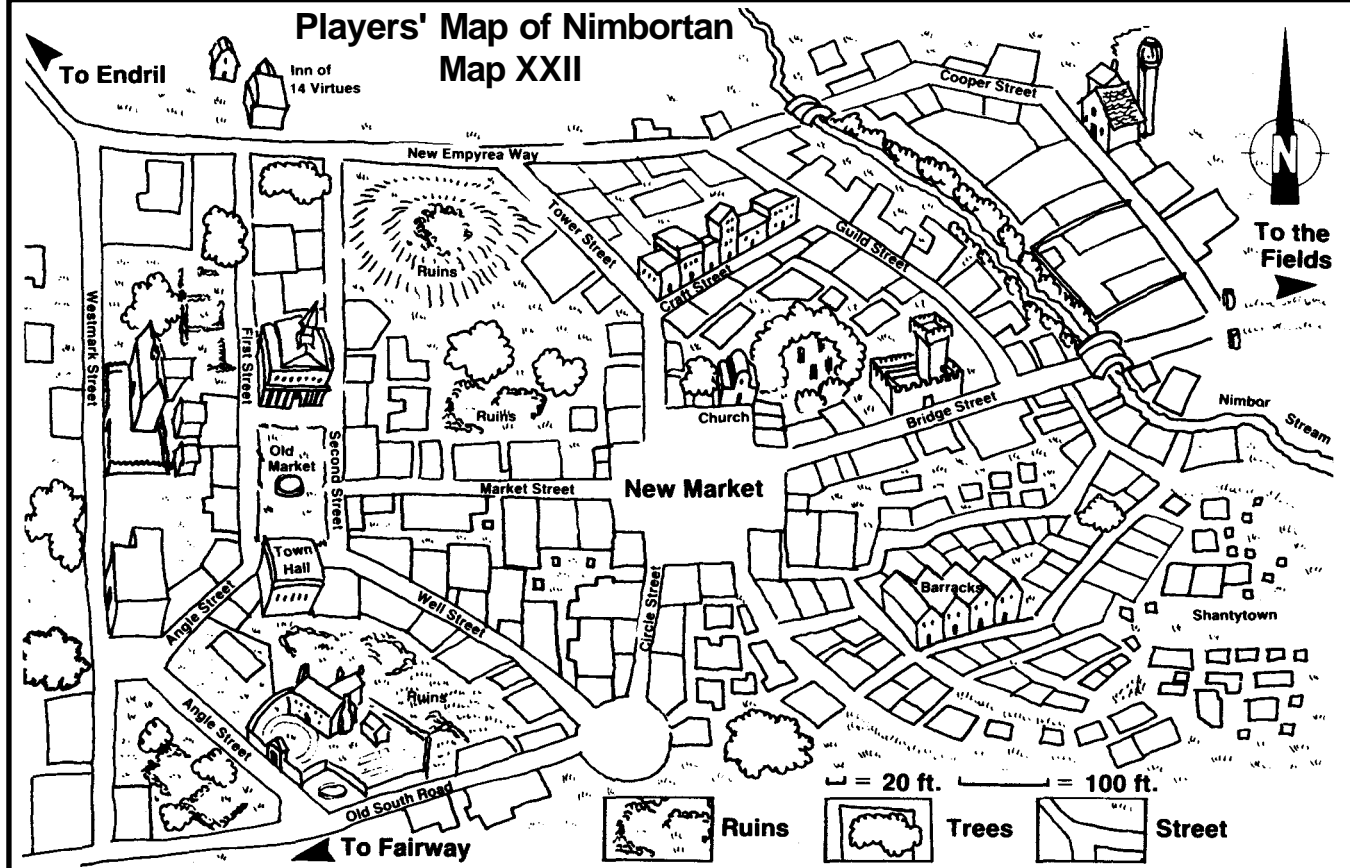 Players' Map of Nimbortan
Map XXII
To Endril
Inn of
14 Virtues
Cooper Street
N
New Empyrea Way
Tower Street
Guild Street
To the
Fields
Ruins
Craft Street
Westmark Street
First Street
Ruins
Church
Bridge Street
Nimbor
Stream
Second Street
Old
Market
Market Street
New Market
Town
Hall
Angle Street
Well Street
Circle Street
Barracks
Shantytown
Ruins
Angle Street
Old South Road
To Fairway
= 20 ft.
= 100 ft.
Ruins
Trees
Street